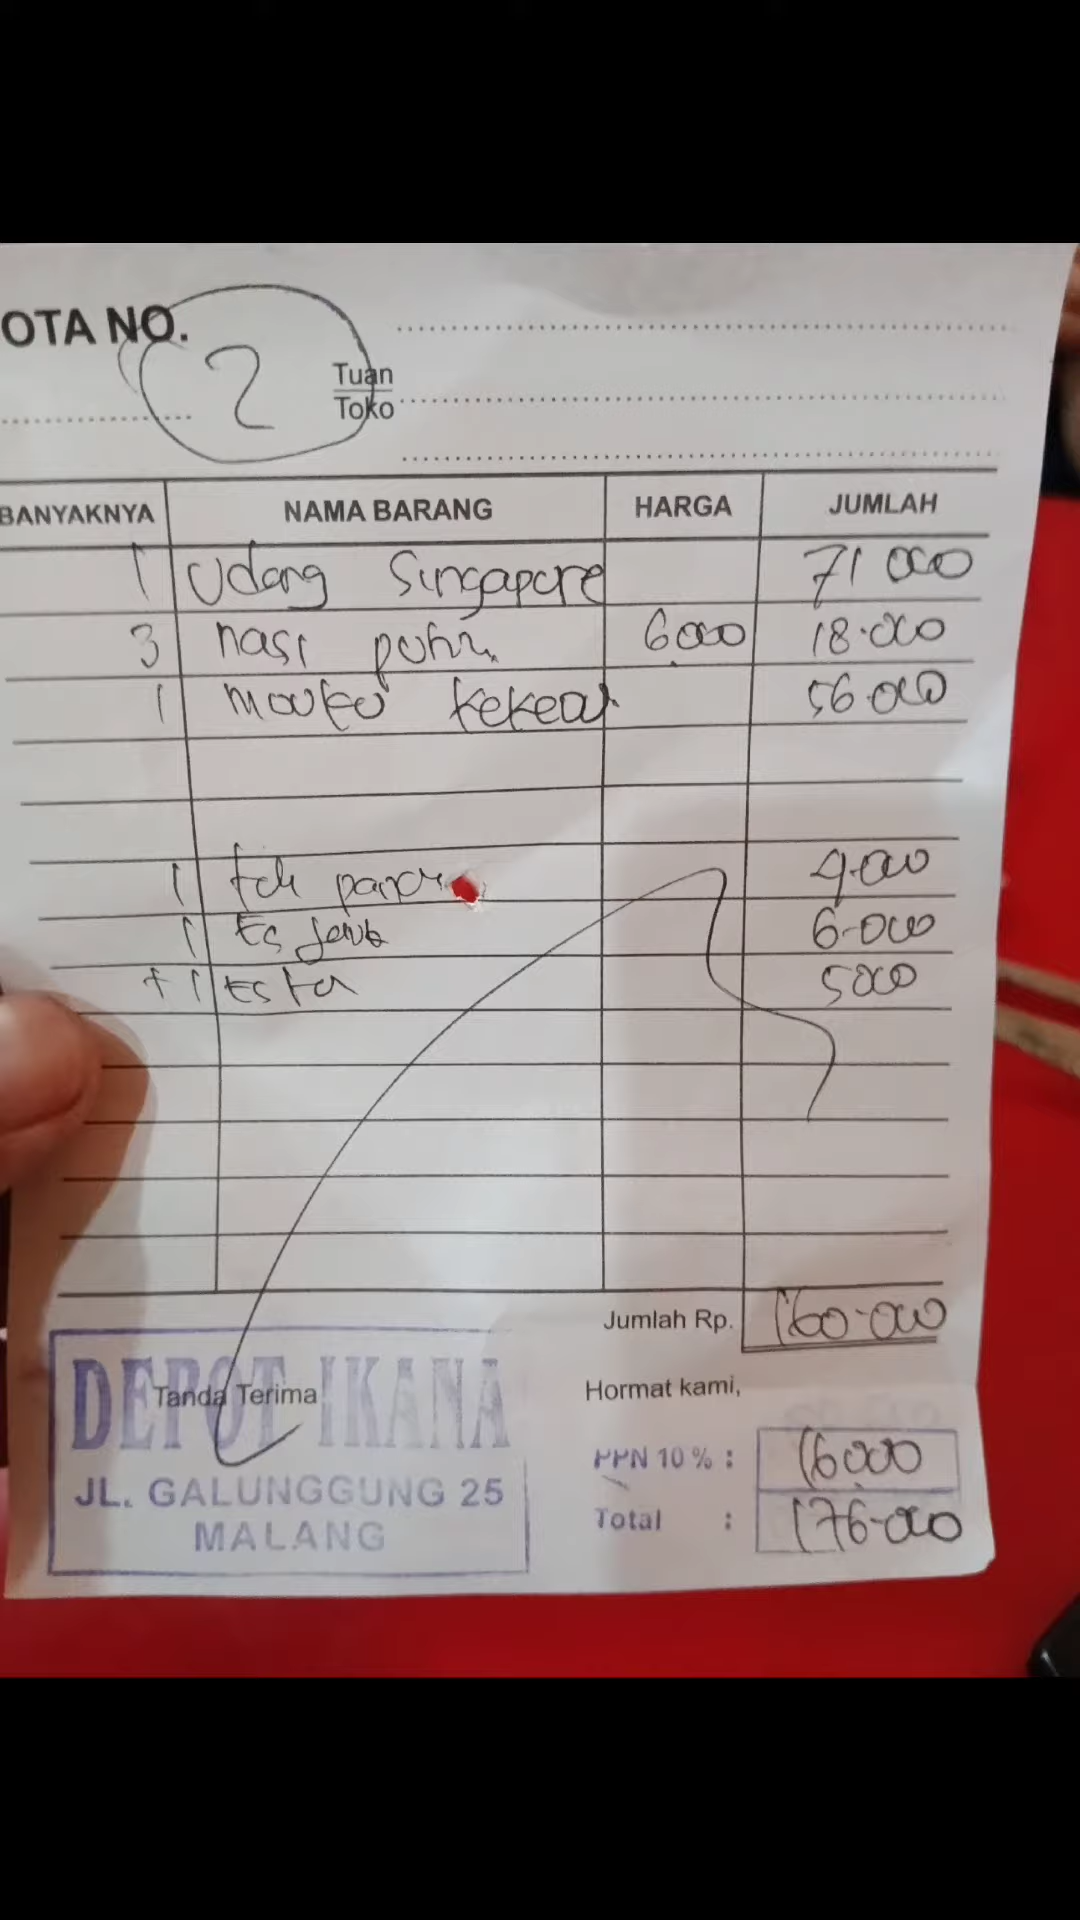 OTA NO. 2
Tuan
Toko
BANYAKNYA NAMA BARANG HARGA JUMLAH
1 Udang Singapore 71 000
3 nasi putih 6000 18.000
1 56.000
1 teh panas 4.000
1 Es Jeruk 6.000
+ 1 Es teh 5000
Jumlah Rp. 160.000
Tanda Terima
Hormat kami,
DEPOT IKANA
JL. GALUNGGUNG 25
MALANG
PPN 10 % : 16000
Total : 176.000